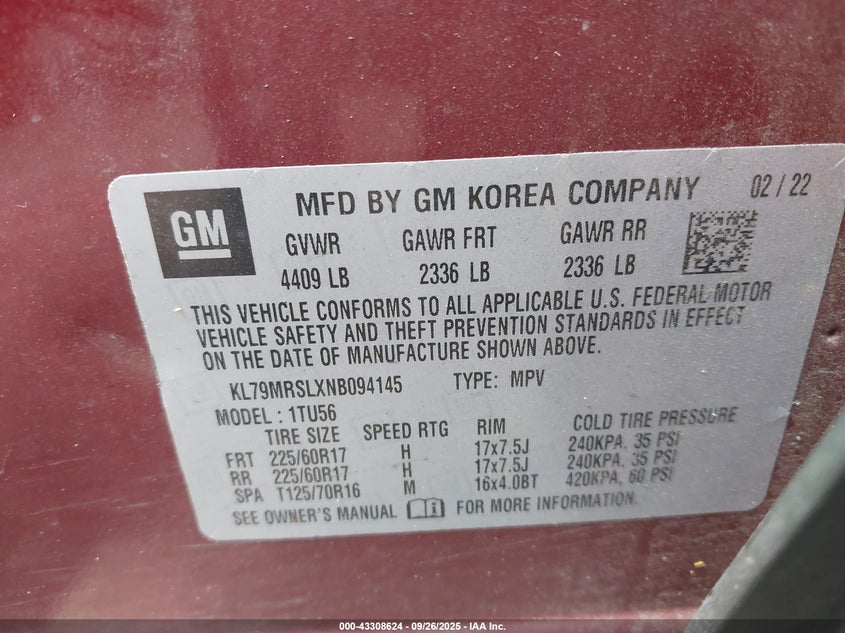 GM
MFD BY GM KOREA COMPANY 02 / 22
GVWR GAWR FRT GAWR RR
4409 LB 2336 LB 2336 LB
THIS VEHICLE CONFORMS TO ALL APPLICABLE U.S. FEDERAL MOTOR
VEHICLE SAFETY AND THEFT PREVENTION STANDARDS IN EFFECT
ON THE DATE OF MANUFACTURE SHOWN ABOVE.
KL79MRSLXNB094145 TYPE: MPV
MODEL : 1TU56
TIRE SIZE SPEED RTG RIM COLD TIRE PRESSURE
FRT 225/60R17 H 17x7.5J 240KPA, 35 PSI
RR 225/60R17 H 17x7.5J 240KPA, 35 PSI
SPA T125/70R16 M 16x4.0BT 420KPA, 60 PSI
SEE OWNER'S MANUAL FOR MORE INFORMATION.
000-43308624 - 09/26/2025 - IAA Inc.